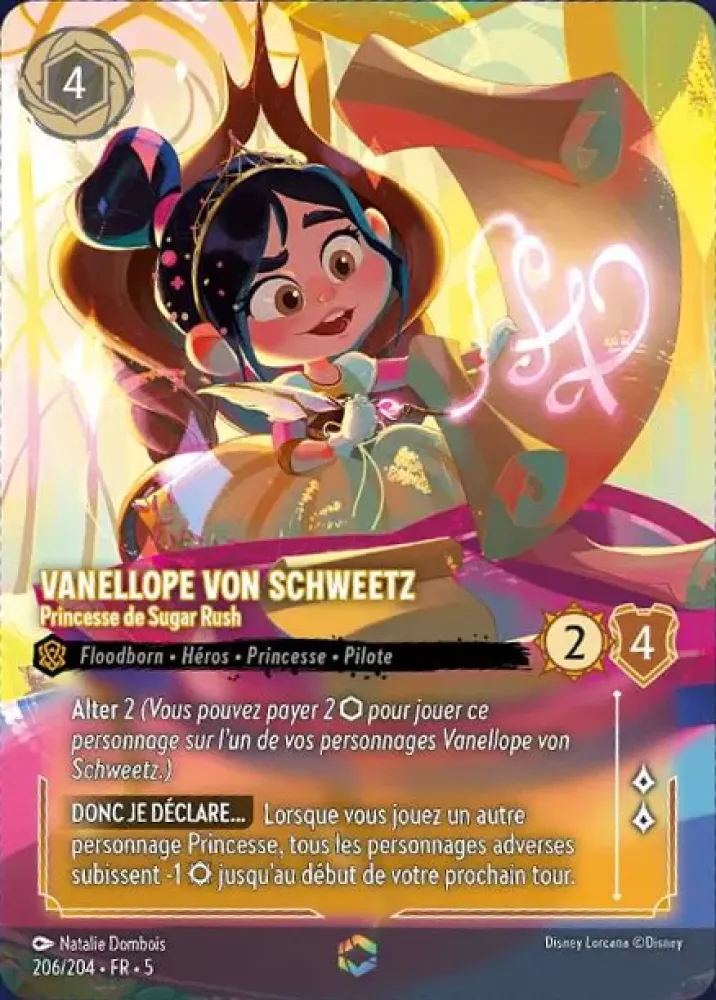 4
VANELLOPE VON SCHWEETZ
Princesse de Sugar Rush
Floodborn • Héros • Princesse • Pilote
2
4
Alter 2 (Vous pouvez payer 2 pour jouer ce
personnage sur l'un de vos personnages Vanellope von
Schweetz.)
DONC JE DÉCLARE... Lorsque vous jouez un autre
personnage Princesse, tous les personnages adverses
subissent -1 jusqu'au début de votre prochain tour.
Natalie Dombois
Disney Lorcana ©Disney
206/204 • FR • 5